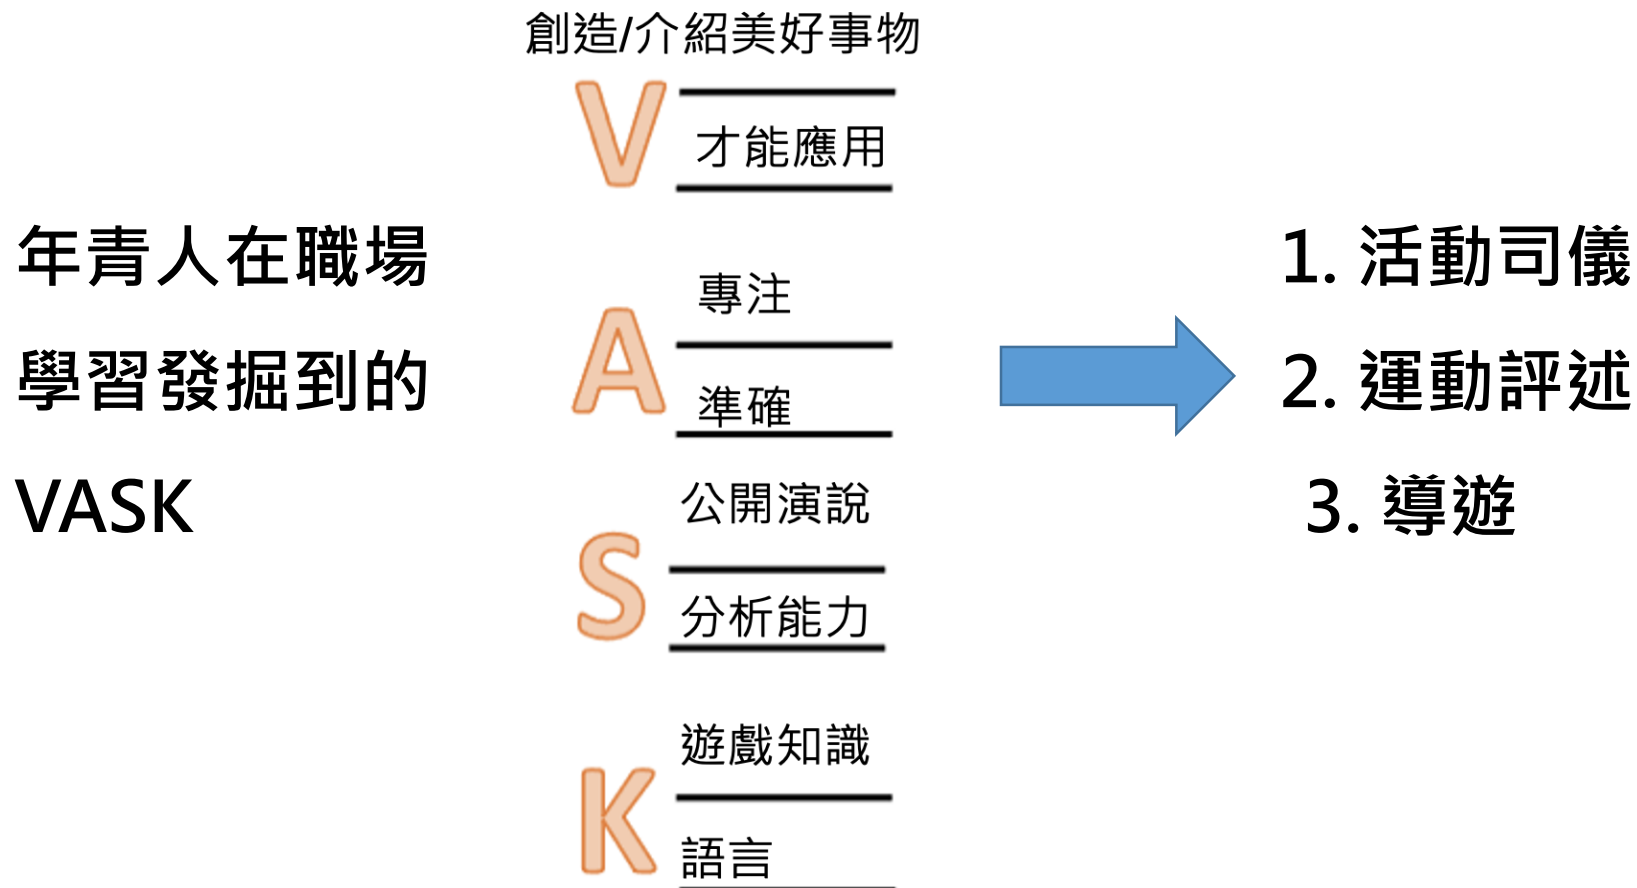 創造/介紹美好事物
V
才能應用
年青人在職場
學習發掘到的
VASK
專注
A
準確
公開演說
S
分析能力
遊戲知識
K
語言
1. 活動司儀
2. 運動評述
3. 導遊